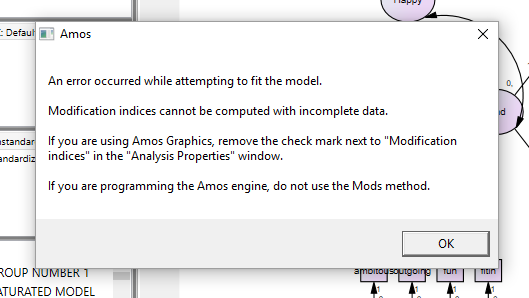 Happy
Amos
: Defaul
An error occurred while attempting to fit the model.
Modification indices cannot be computed with incomplete data.
0,
If you are using Amos Graphics, remove the check mark next to "Modification
indices" in the "Analysis Properties" window.
If you are programming the Amos engine, do not use the Mods method.
OK
ambitous outgoing fun fitin
ROUP NUMBER 1
1 1 1 1
ATURATED MODEL